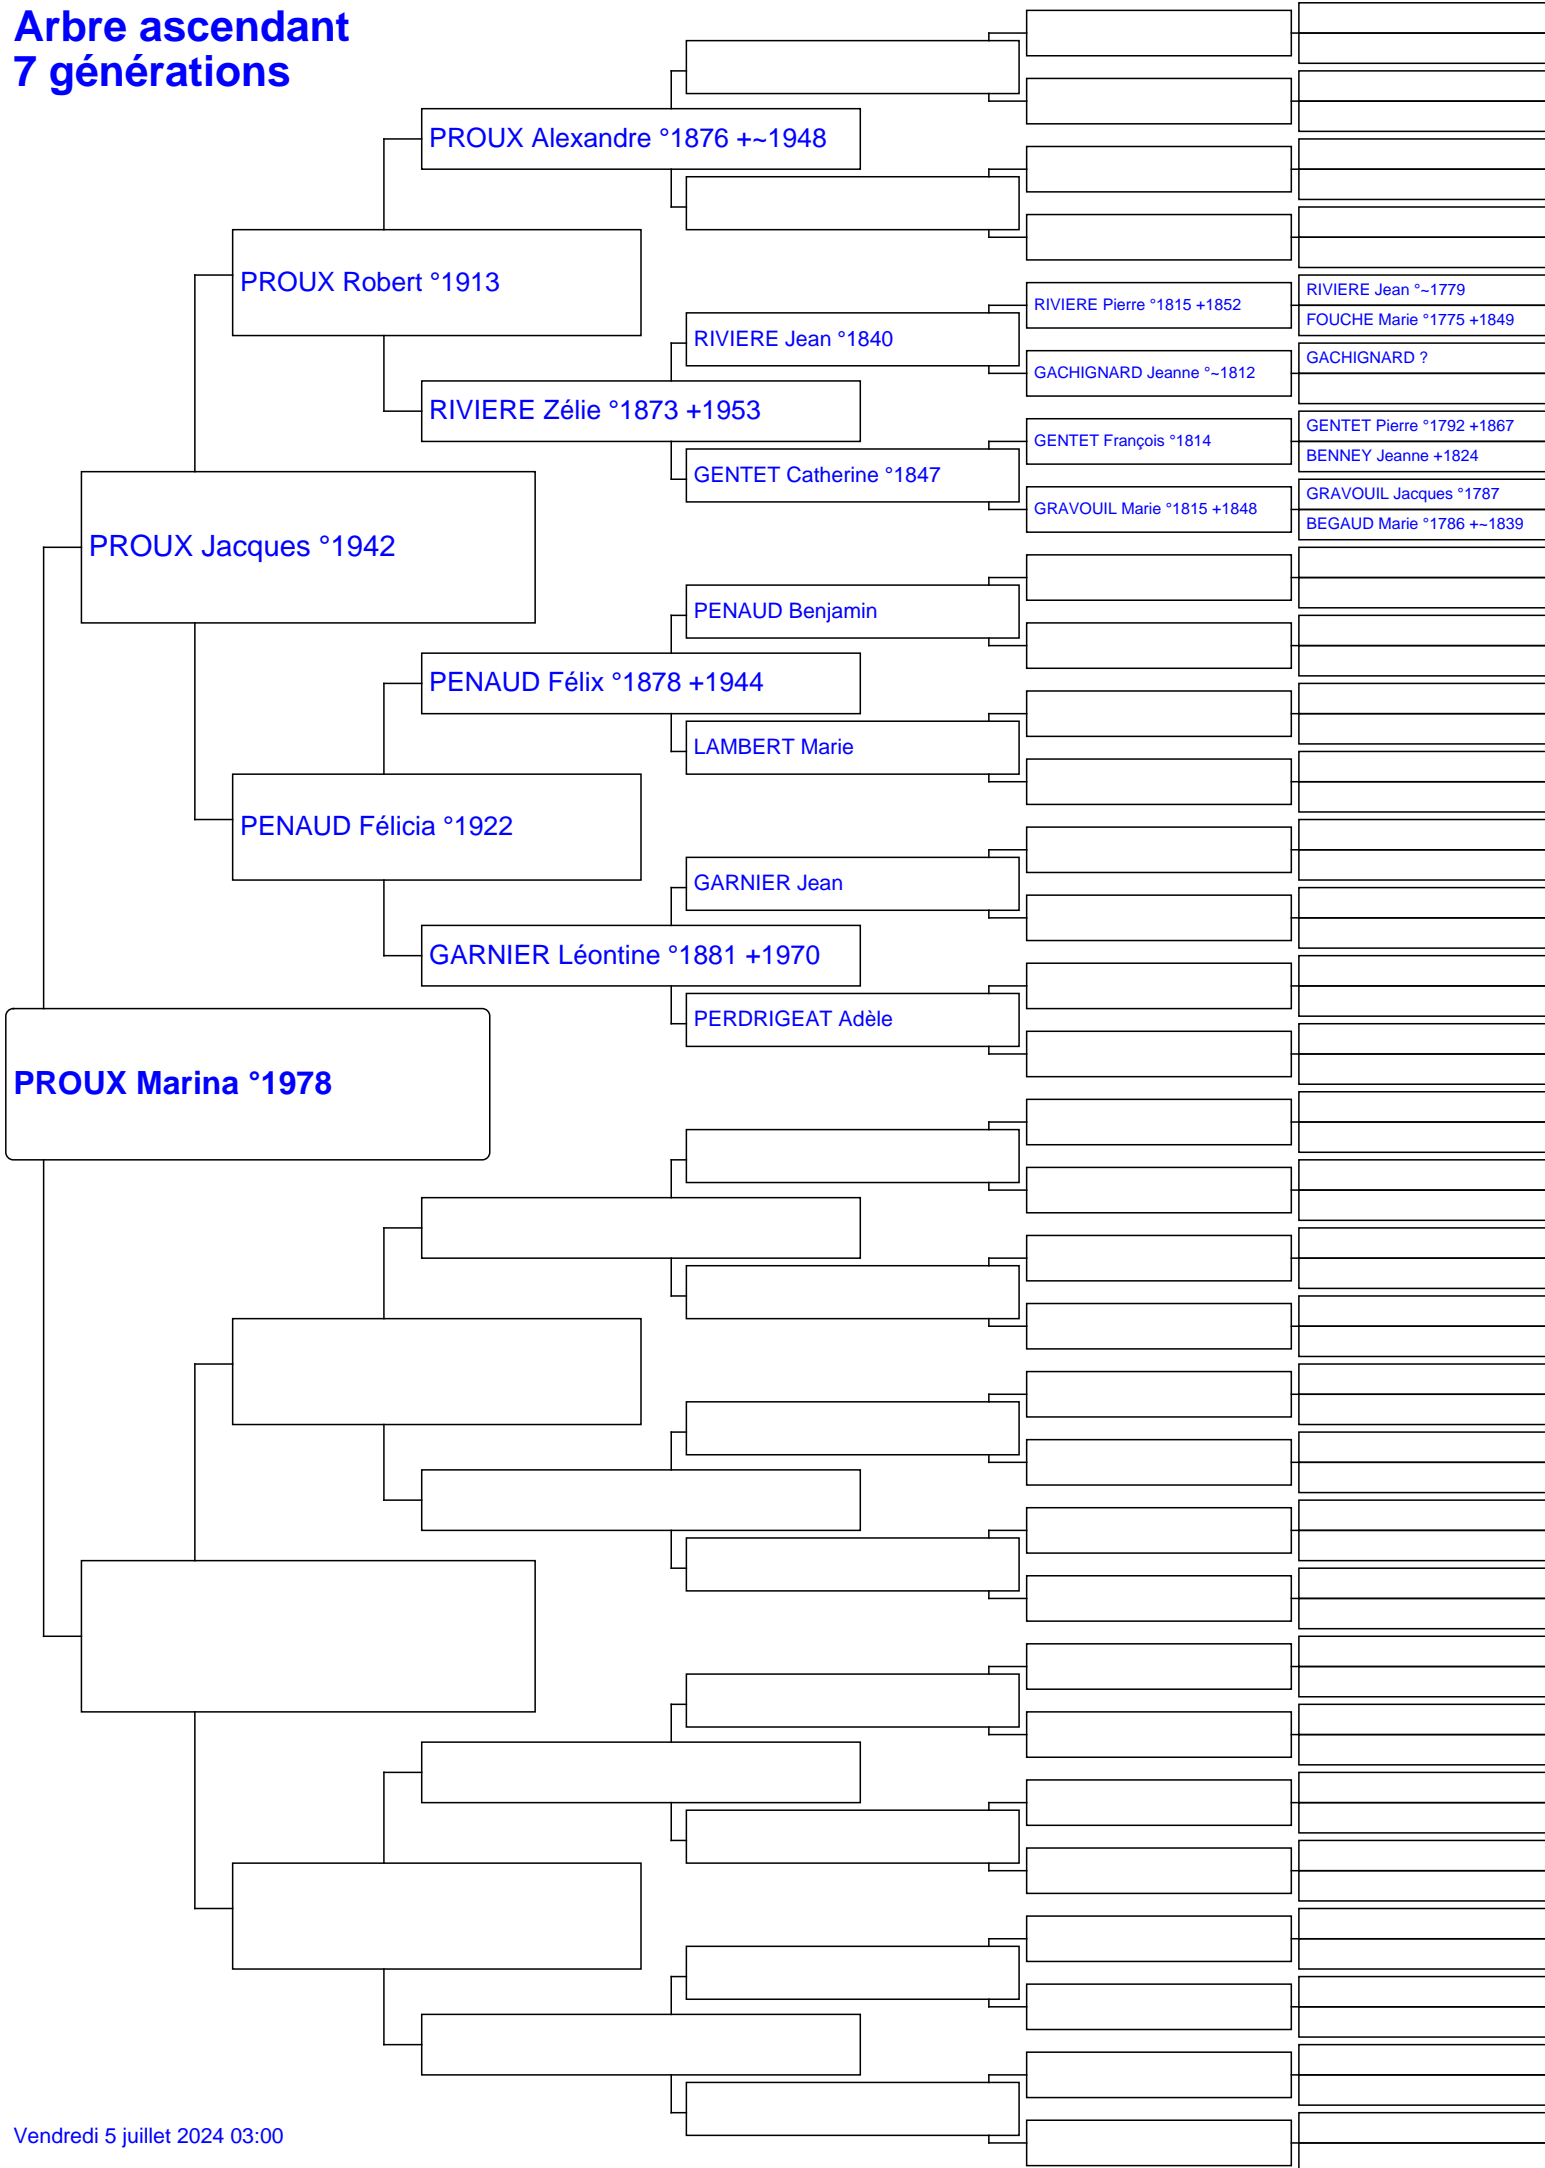 Arbre ascendant
7 générations
PROUX Alexandre °1876 +~1948
PROUX Robert °1913
RIVIERE Jean °~1779
RIVIERE Pierre °1815 +1852
FOUCHE Marie °1775 +1849
RIVIERE Jean °1840
GACHIGNARD ?
GACHIGNARD Jeanne °~1812
RIVIERE Zélie °1873 +1953
GENTET Pierre °1792 +1867
GENTET François °1814
BENNEY Jeanne +1824
GENTET Catherine °1847
GRAVOUIL Jacques °1787
GRAVOUIL Marie °1815 +1848
BEGAUD Marie °1786 +~1839
PROUX Jacques °1942
PENAUD Benjamin
PENAUD Félix °1878 +1944
LAMBERT Marie
PENAUD Félicia °1922
GARNIER Jean
GARNIER Léontine °1881 +1970
PERDRIGEAT Adèle
PROUX Marina °1978
Vendredi 5 juillet 2024 03:00